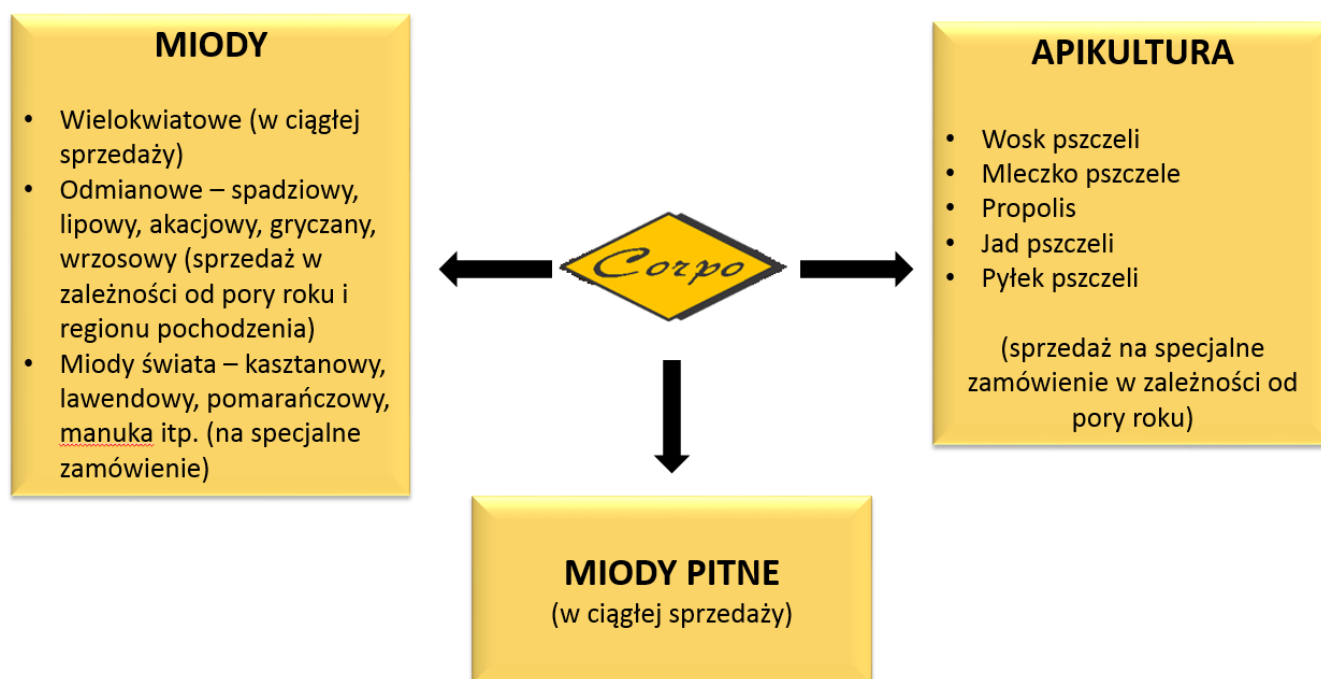 MIODY
• Wielokwiatowe (w ciągłej
sprzedaży)
• Odmianowe – spadziowy,
lipowy, akacjowy, gryczany,
wrzosowy (sprzedaż w
zależności od pory roku i
regionu pochodzenia)
• Miody świata – kasztanowy,
lawendowy, pomarańczowy,
manuka itp. (na specjalne
zamówienie)
Corpo
APIKULTURA
• Wosk pszczeli
• Mleczko pszczele
• Propolis
• Jad pszczeli
• Pyłek pszczeli
(sprzedaż na specjalne
zamówienie w zależności od
pory roku)
MIODY PITNE
(w ciągłej sprzedaży)